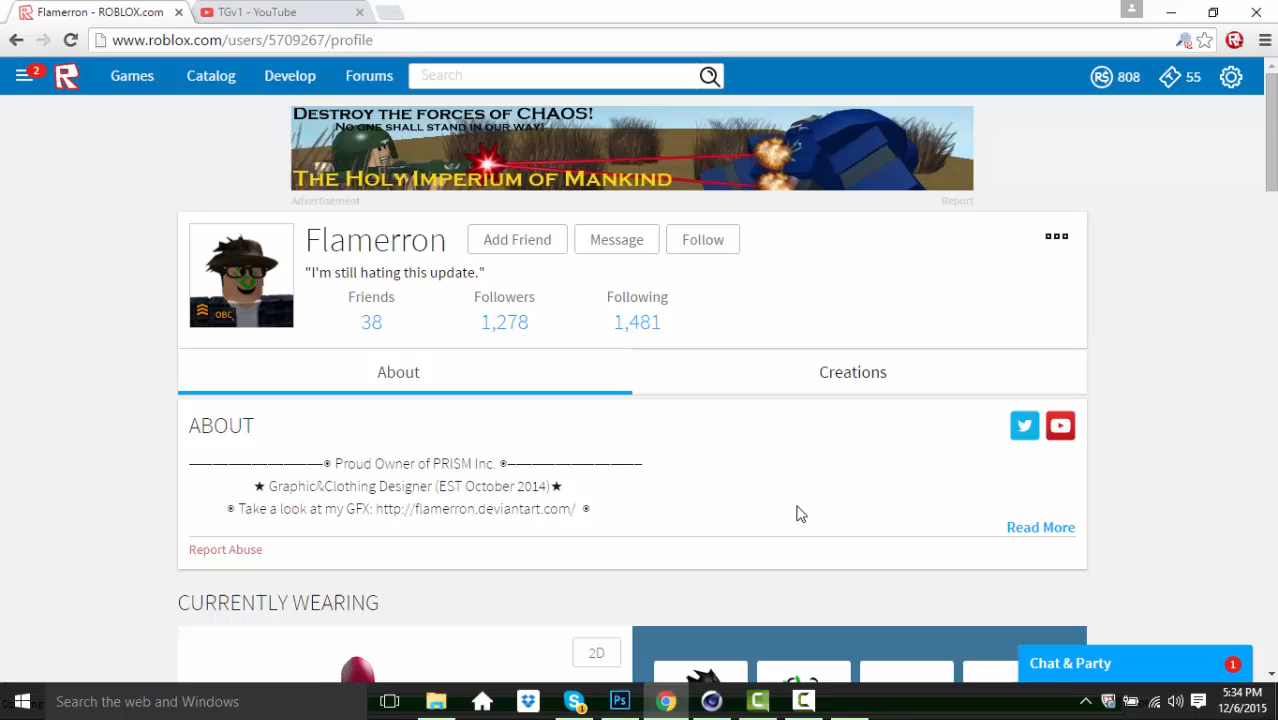 Flamerron - ROBLOX.com
TGv1 - YouTube
www.roblox.com/users/5709267/profile
2
Games
Catalog
Develop
Forums
Search
R$ 808
55
DESTROY THE FORCES OF CHAOS!
NO ONE SHALL STAND IN OUR WAY!
THE HOLY IMPERIUM OF MANKIND
Advertisement
Report
Flamerron
Add Friend
Message
Follow
"I'm still hating this update."
Friends
Followers
Following
38
1,278
1,481
OBC
About
Creations
ABOUT
————————————๏ Proud Owner of PRISM Inc. ๏————————————
★ Graphic&Clothing Designer (EST October 2014)★
๏ Take a look at my GFX: http://flamerron.deviantart.com/ ๏
Read More
Report Abuse
CURRENTLY WEARING
2D
Chat & Party
1
Search the web and Windows
5:34 PM
12/6/2015